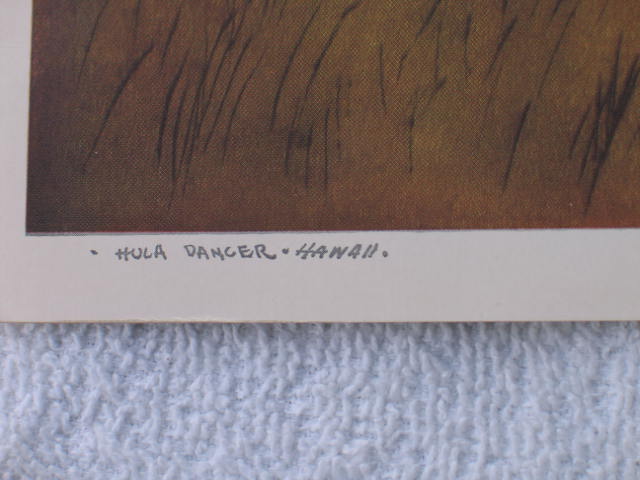 • HULA DANCER • HAWAII.